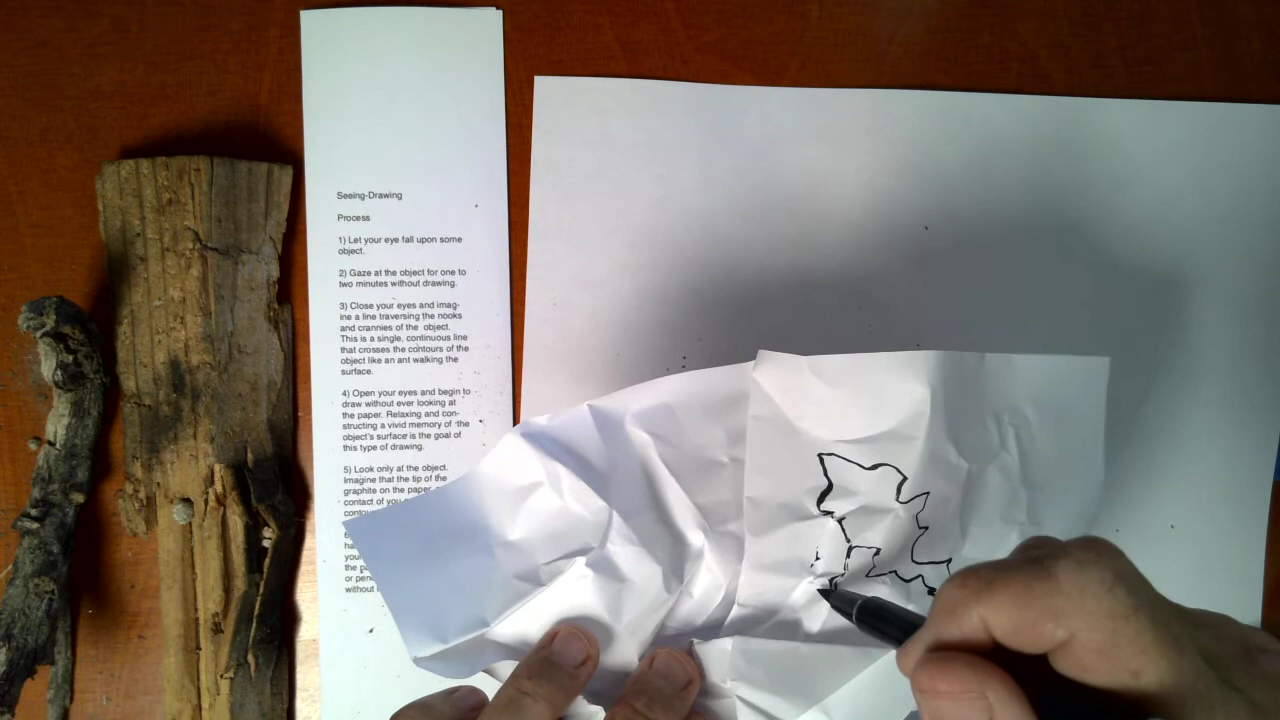 Seeing-Drawing
Process
1) Let your eye fall upon some
object.
2) Gaze at the object for one to
two minutes without drawing.
3) Close your eyes and imag-
ine a line traversing the nooks
and crannies of the object.
This is a single, continuous line
that crosses the contours of the
object like an ant walking the
surface.
4) Open your eyes and begin to
draw without ever looking at
the paper. Relaxing and con-
structing a vivid memory of the
object's surface is the goal of
this type of drawing.
5) Look only at the object.
Imagine that the tip of the
graphite on the paper
contact of
the
or
without